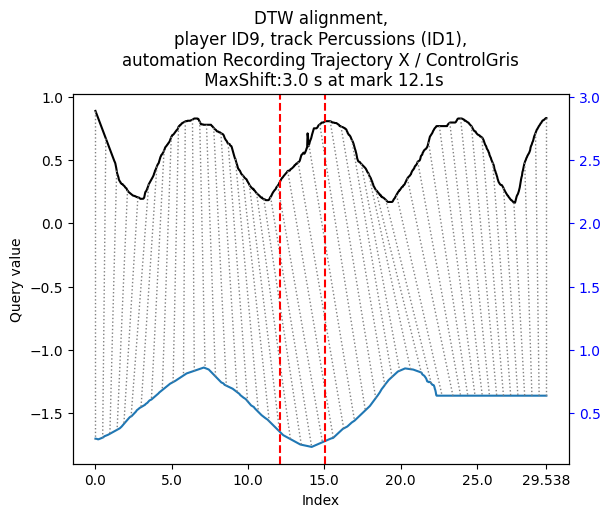 DTW alignment,
player ID9, track Percussions (ID1),
automation Recording Trajectory X / ControlGris
MaxShift:3.0 s at mark 12.1s
1.0
0.5
0.0
−0.5
−1.0
−1.5
Query value
3.0
2.5
2.0
1.5
1.0
0.5
0.0 5.0 10.0 15.0 20.0 25.0 29.538
Index